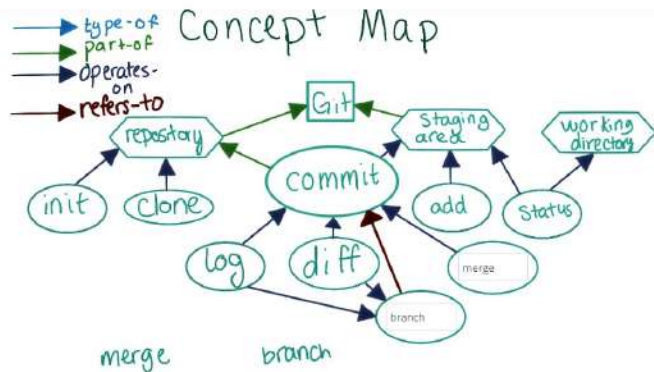 Concept Map
type-of
part-of
operates-
on
refers-to
Git
repository
Staging
area
working
directory
commit
init
clone
add
Status
log
diff
merge
branch
merge
branch